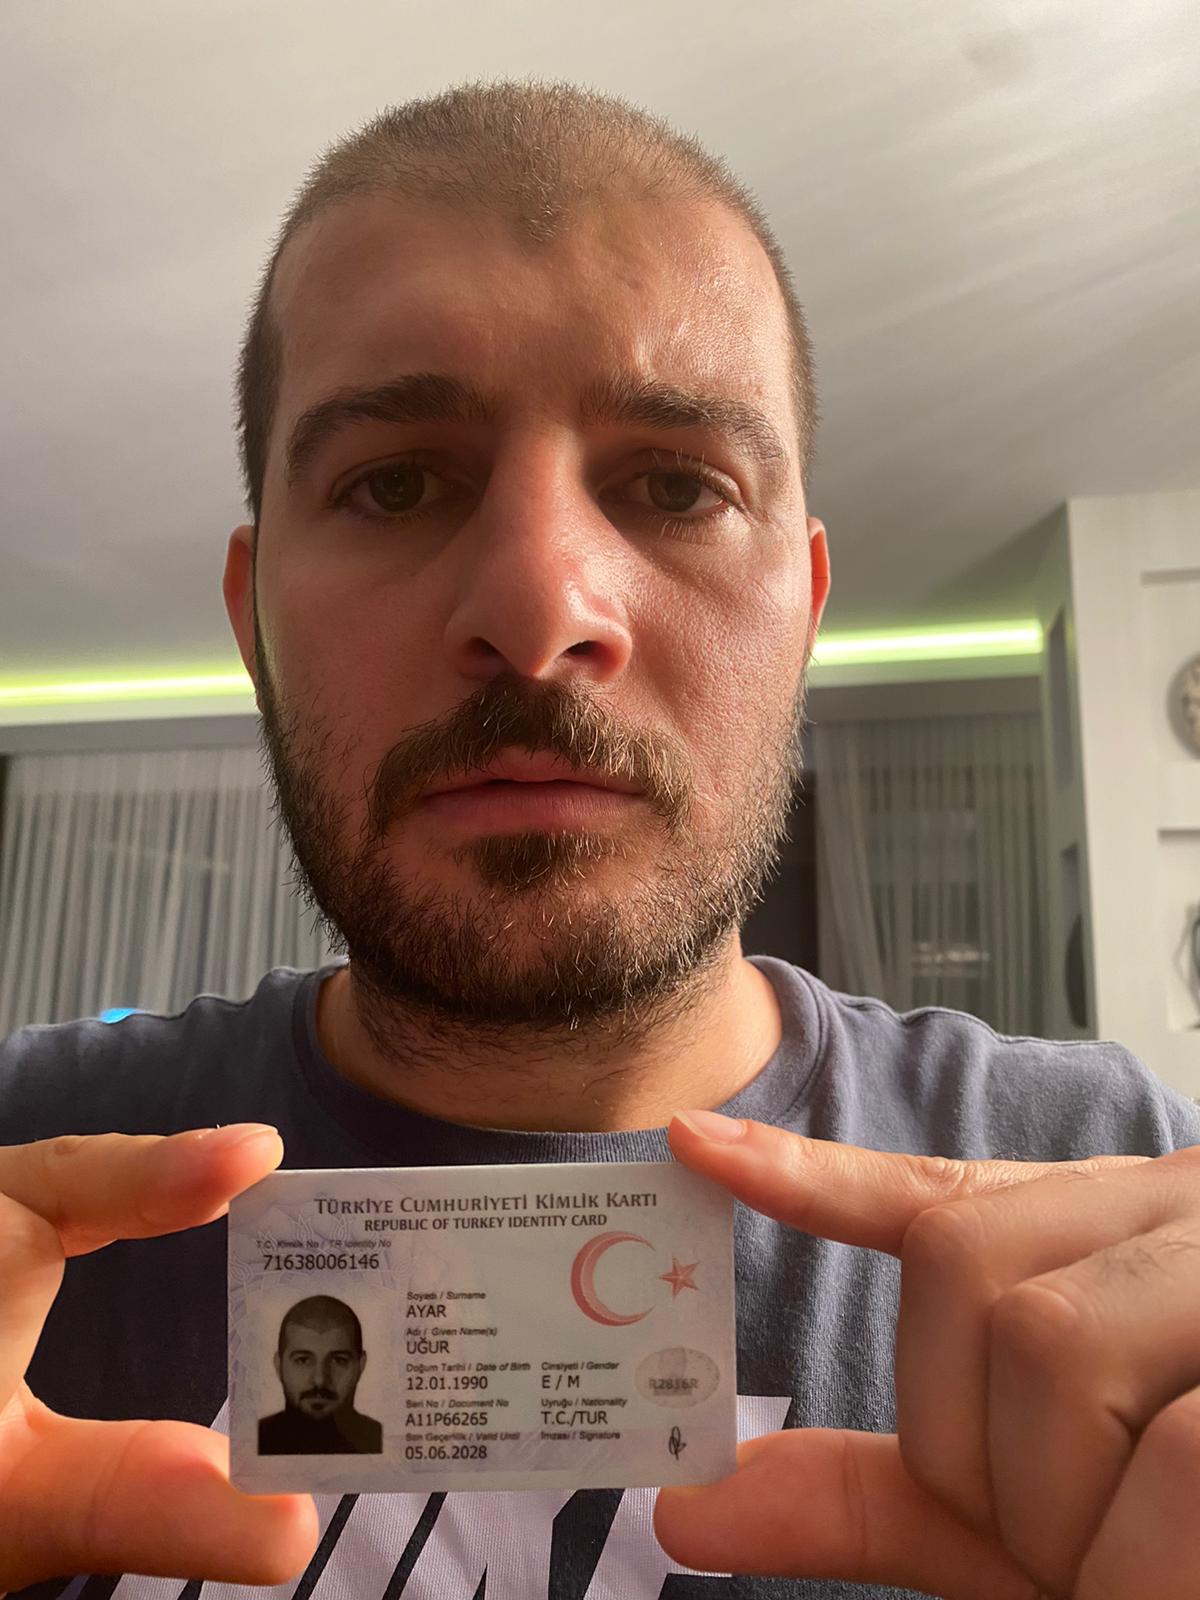 TÜRKİYE CUMHURİYETİ KİMLİK KARTI
REPUBLIC OF TURKEY IDENTITY CARD
T.C. Kimlik No / TR Identity No
71638006146
Soyadı / Surname
AYAR
Adı / Given Name(s)
UĞUR
Doğum Tarihi / Date of Birth Cinsiyeti / Gender
12.01.1990 E / M
Seri No / Document No Uyruğu / Nationality
A11P66265 T.C./TUR
Son Geçerlilik / Valid Until İmzası / Signature
05.06.2028